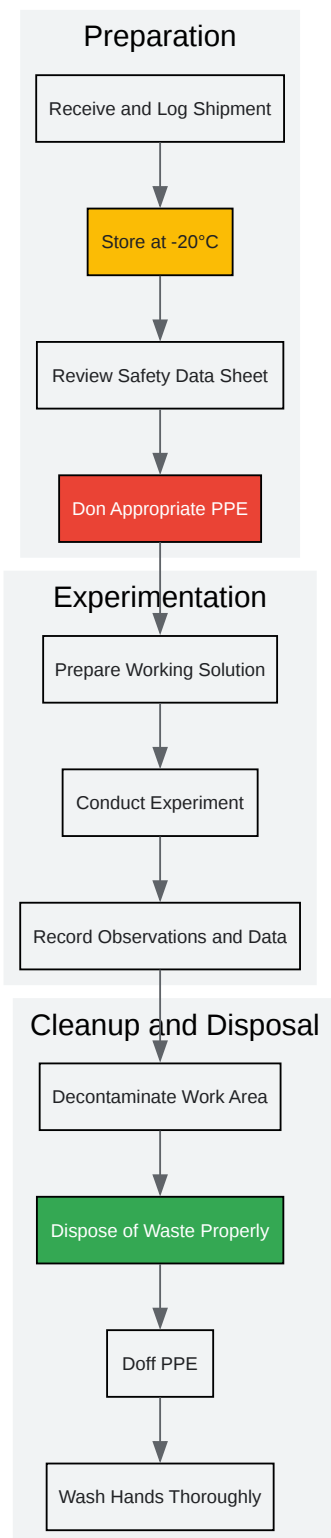 Preparation
Receive and Log Shipment
Store at -20°C
Review Safety Data Sheet
Don Appropriate PPE
Experimentation
Prepare Working Solution
Conduct Experiment
Record Observations and Data
Cleanup and Disposal
Decontaminate Work Area
Dispose of Waste Properly
Doff PPE
Wash Hands Thoroughly